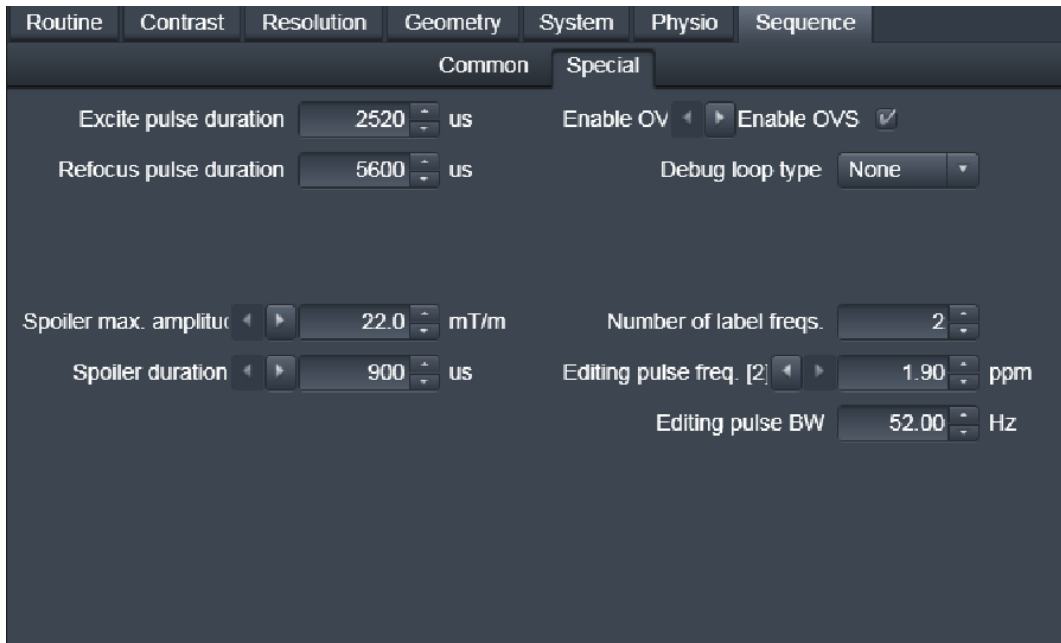 Routine Contrast Resolution Geometry System Physio Sequence
Common Special
Excite pulse duration 2520 us Enable OV Enable OVS
Refocus pulse duration 5600 us Debug loop type None
Spoiler max. amplituc 22.0 mT/m Number of label freqs. 2
Spoiler duration 900 us Editing pulse freq. [2] 1.90 ppm
Editing pulse BW 52.00 Hz